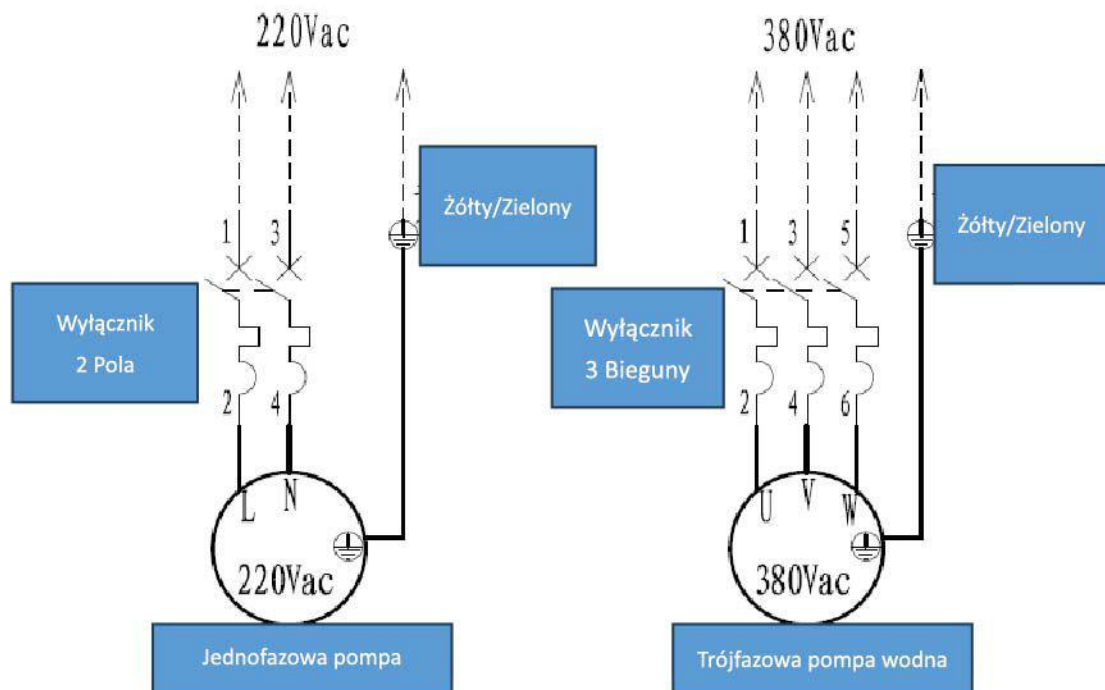 220Vac
380Vac
Żółty/Zielony
Żółty/Zielony
1 3
1 3 5
Wyłącznik
2 Pola
Wyłącznik
3 Bieguny
2 4
2 4 6
L N
U V W
220Vac
380Vac
Jednofazowa pompa
Trójfazowa pompa wodna